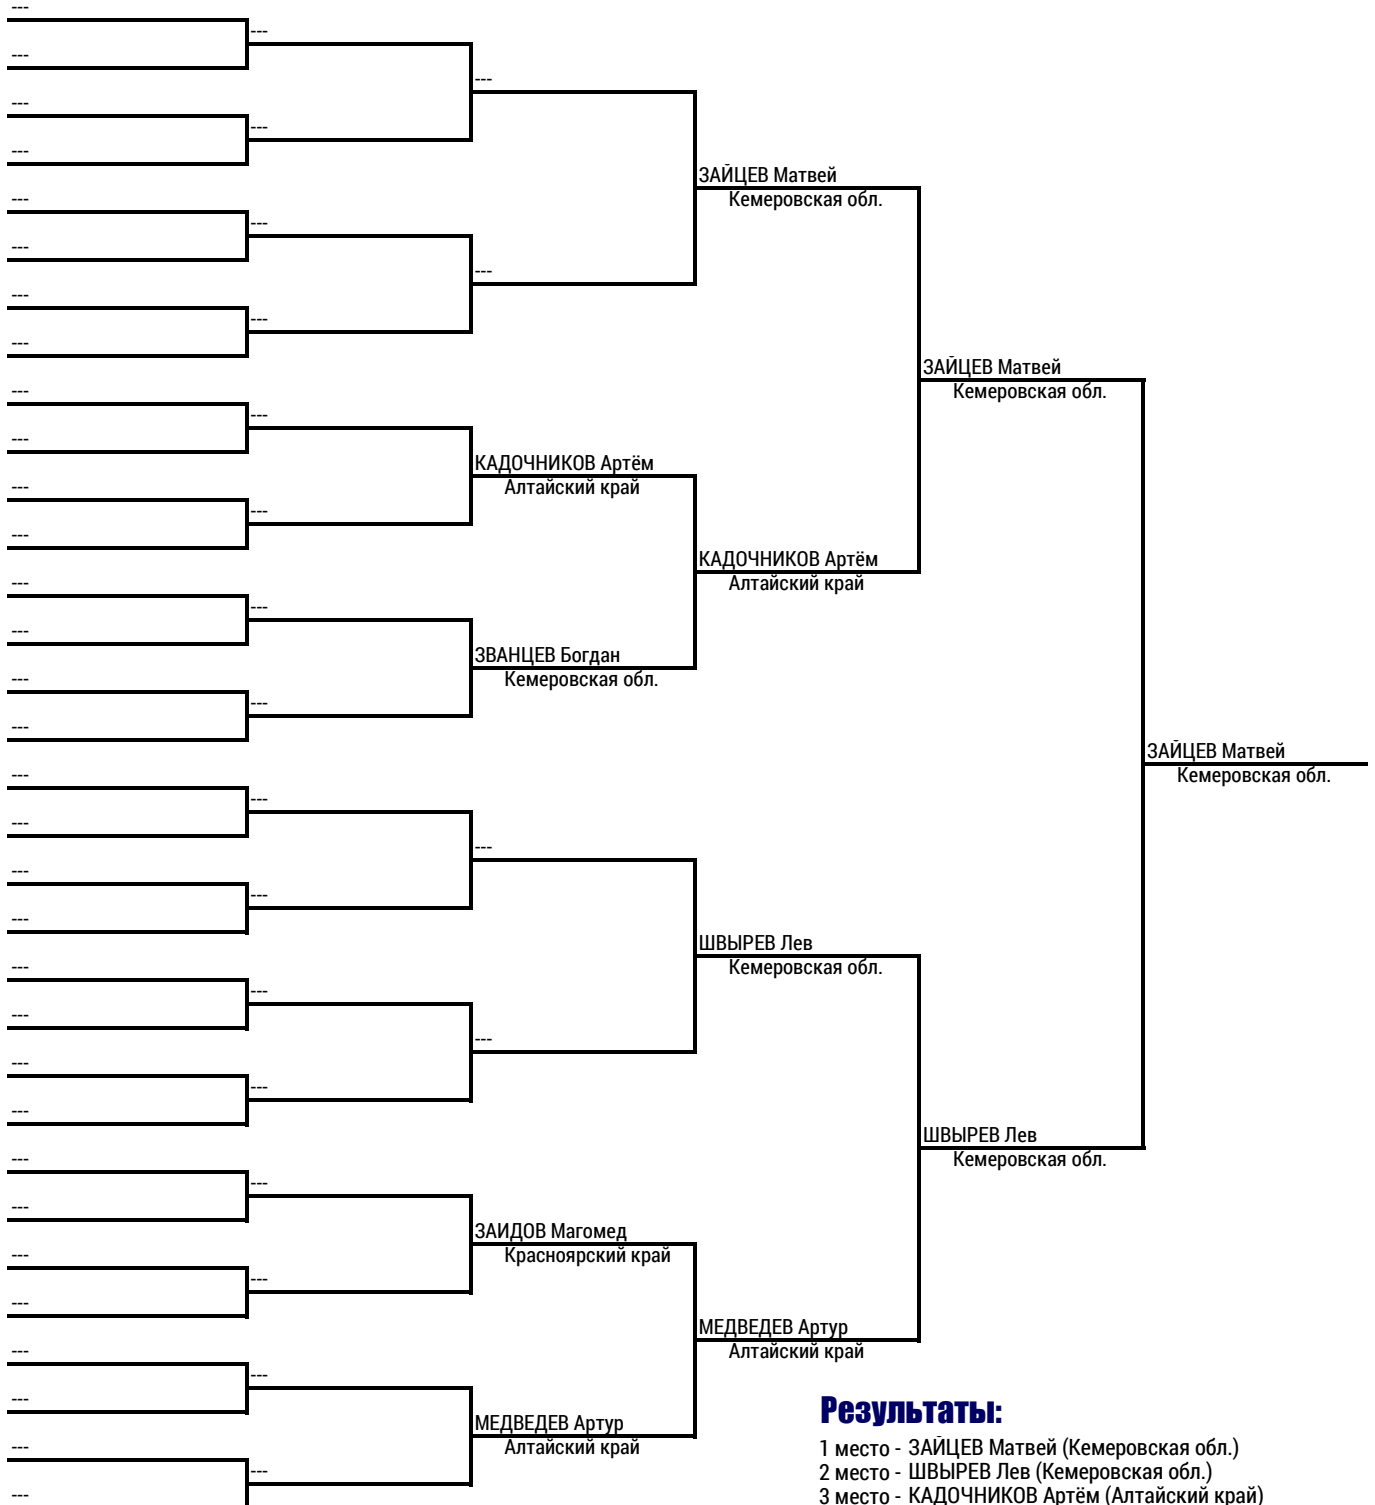 ---
---
---
---
---
---
---
ЗАЙЦЕВ Матвей
Кемеровская обл.
---
---
---
---
---
---
---
ЗАЙЦЕВ Матвей
Кемеровская обл.
---
---
---
КАДОЧНИКОВ Артём
Алтайский край
---
---
---
КАДОЧНИКОВ Артём
Алтайский край
---
---
---
ЗВАНЦЕВ Богдан
Кемеровская обл.
---
---
---
ЗАЙЦЕВ Матвей
Кемеровская обл.
---
---
---
---
---
---
---
ШВЫРЕВ Лев
Кемеровская обл.
---
---
---
---
---
---
---
ШВЫРЕВ Лев
Кемеровская обл.
---
---
---
ЗАИДОВ Магомед
Красноярский край
---
---
---
МЕДВЕДЕВ Артур
Алтайский край
---
---
---
МЕДВЕДЕВ Артур
Алтайский край
---
---
---
Результаты:
1 место - ЗАЙЦЕВ Матвей (Кемеровская обл.)
2 место - ШВЫРЕВ Лев (Кемеровская обл.)
3 место - КАДОЧНИКОВ Артём (Алтайский край)